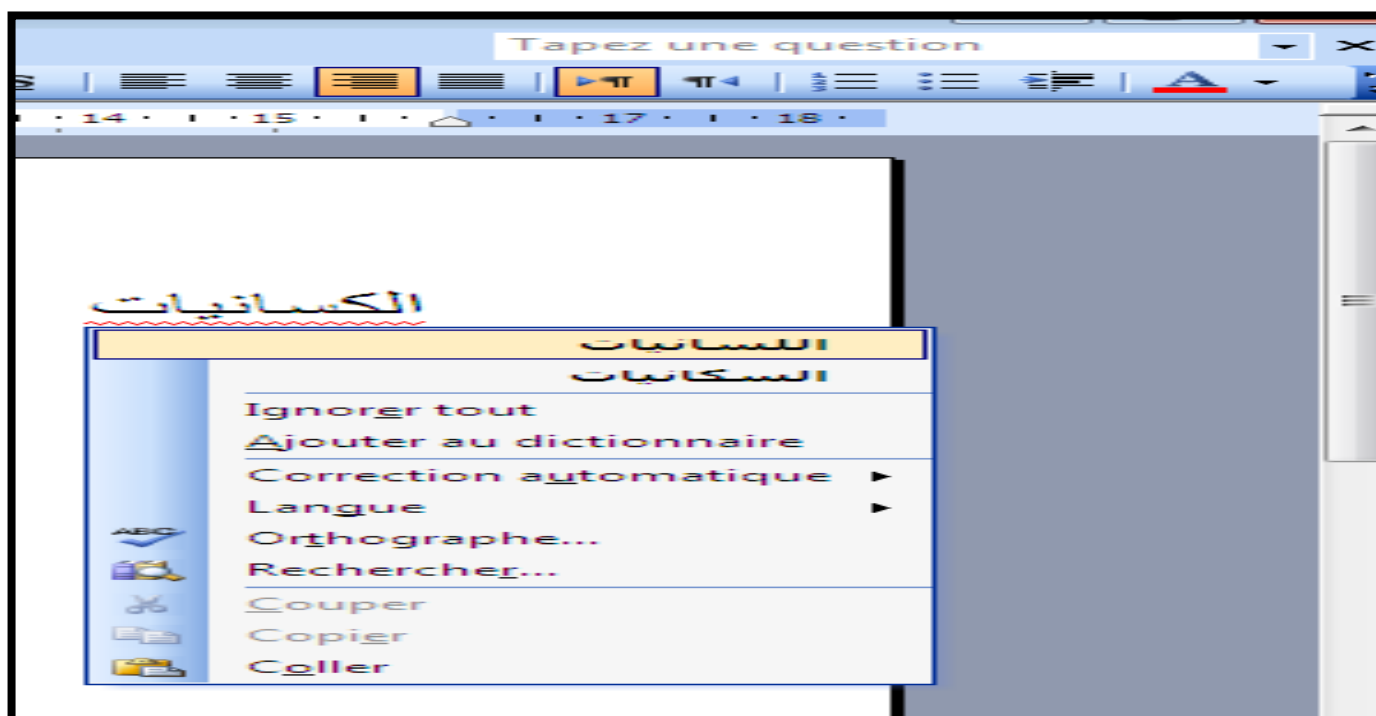 Tapez une question
14 15 17 18
الكسانيات
اللسانيات
السكانيات
Ignorer tout
Ajouter au dictionnaire
Correction automatique
Langue
Orthographe...
Rechercher...
Couper
Copier
Coller